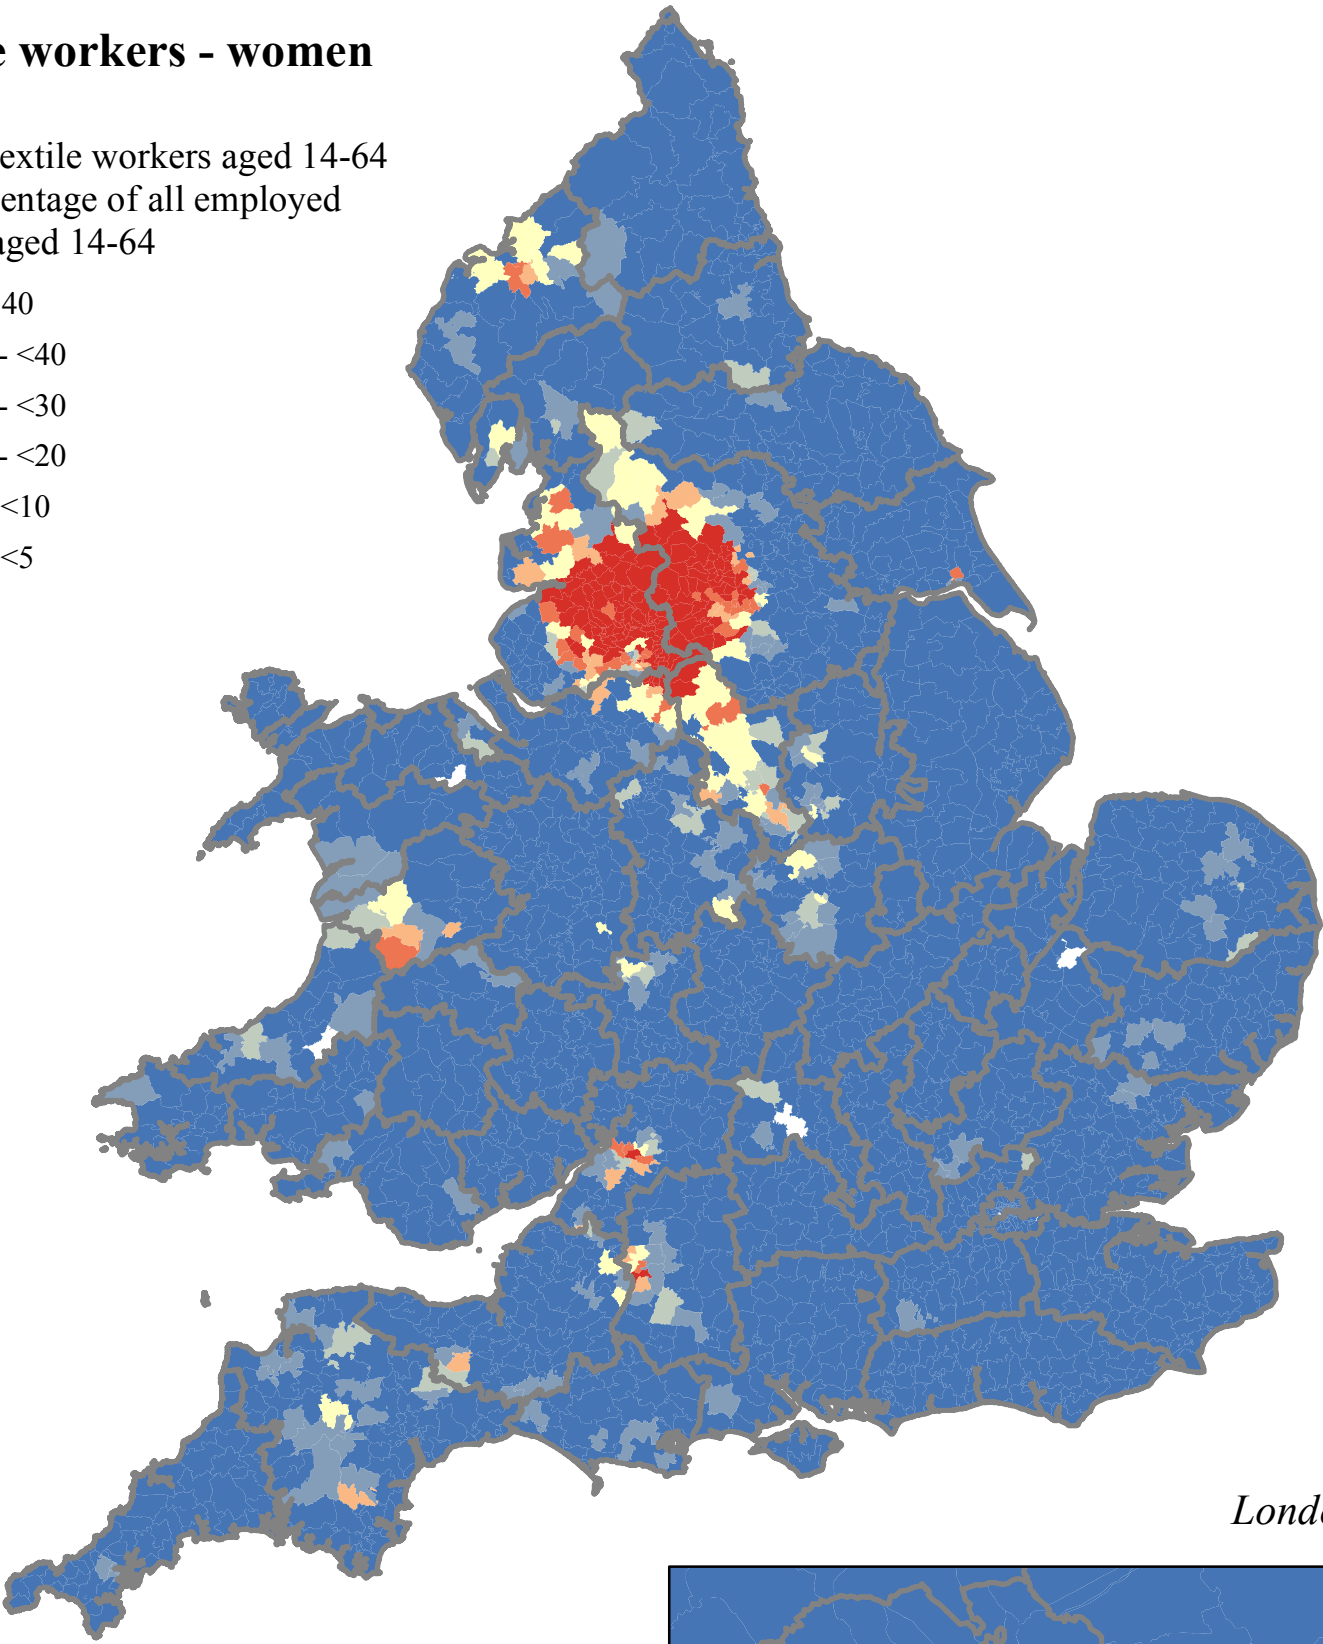 workers - women
extile workers aged 14-64
entage of all employed
aged 14-64
40
- <40
- <30
- <20
<10
<5
Lond